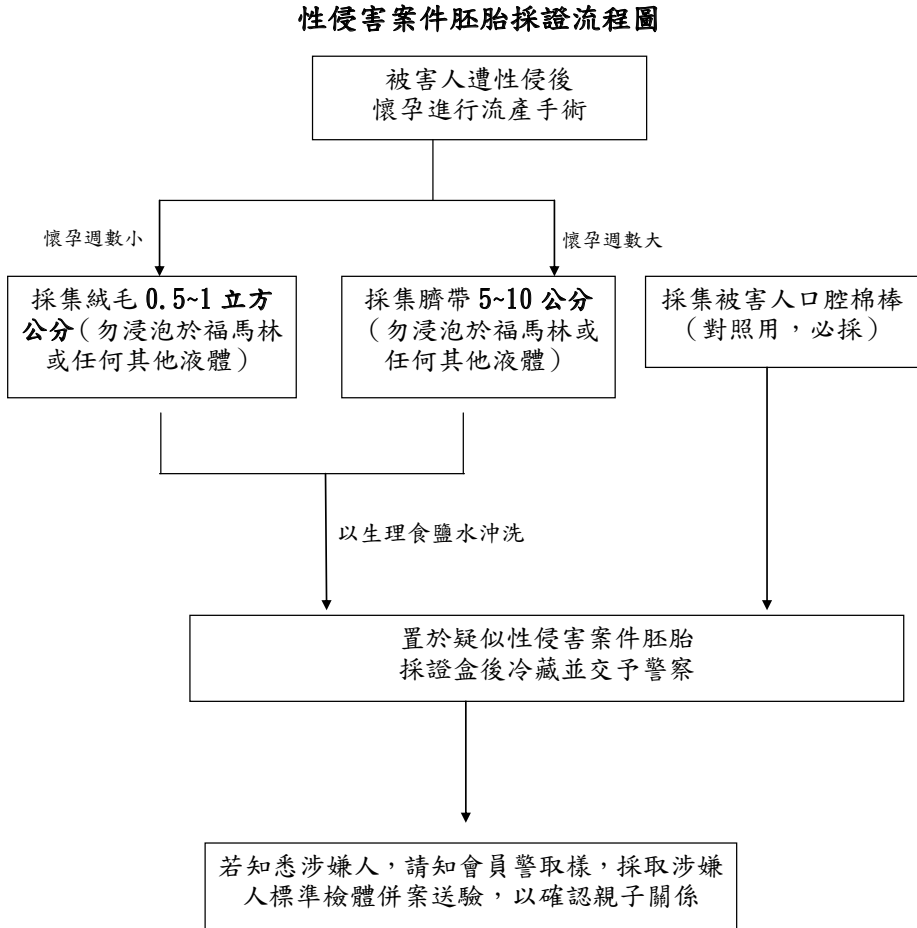 性侵害案件胚胎採證流程圖
被害人遭性侵後
懷孕進行流產手術
懷孕週數小
懷孕週數大
採集絨毛 0.5~1 立方
公分（勿浸泡於福馬林
或任何其他液體）
採集臍帶 5~10 公分
（勿浸泡於福馬林或
任何其他液體）
採集被害人口腔棉棒
（對照用，必採）
以生理食鹽水沖洗
置於疑似性侵害案件胚胎
採證盒後冷藏並交予警察
若知悉涉嫌人，請知會員警取樣，採取涉嫌
人標準檢體併案送驗，以確認親子關係